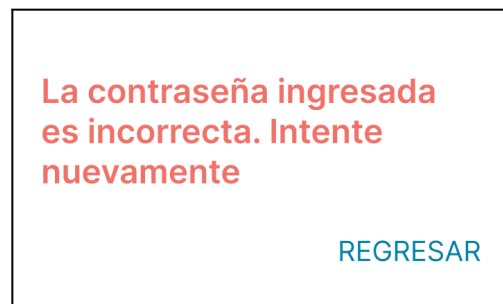 La contraseña ingresada
es incorrecta. Intente
nuevamente
REGRESAR